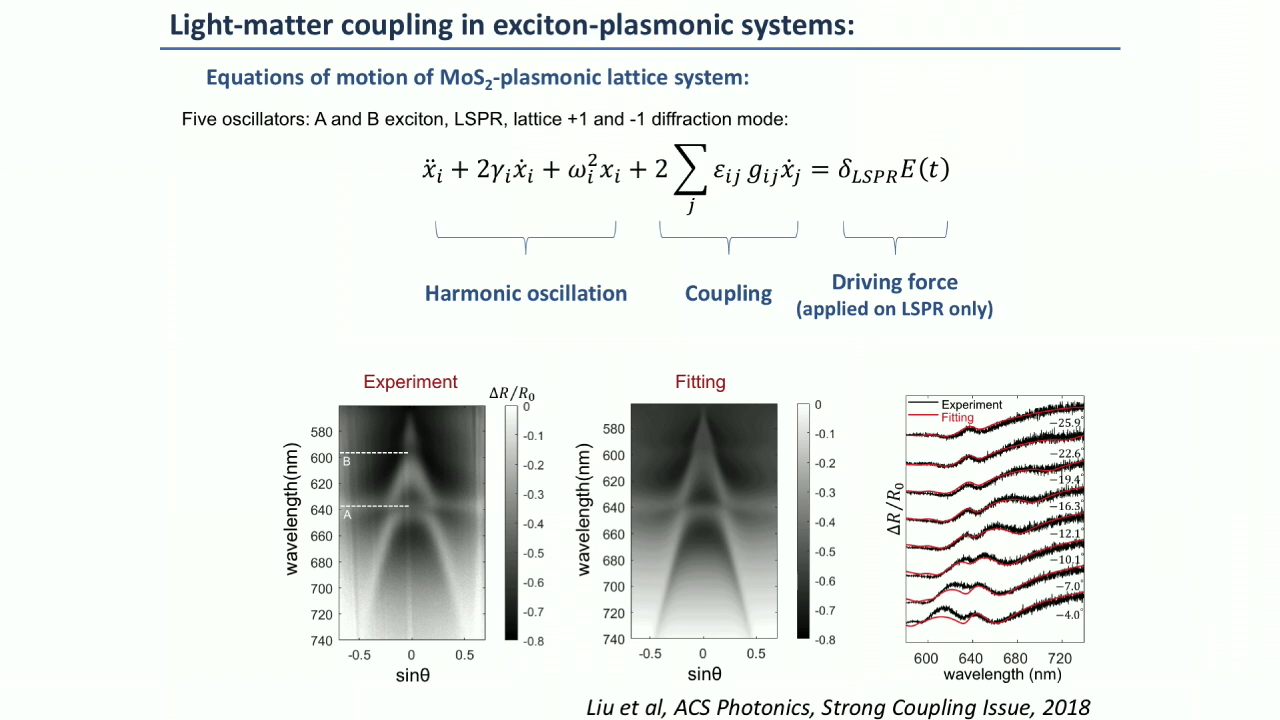 Light-matter coupling in exciton-plasmonic systems:
Equations of motion of MoS₂-plasmonic lattice system:
Five oscillators: A and B exciton, LSPR, lattice +1 and -1 diffraction mode:
ẍᵢ + 2γᵢẋᵢ + ωᵢ²xᵢ + 2 ∑ⱼ εᵢⱼ gᵢⱼẋⱼ = δ_LSPR E(t)
Harmonic oscillation
Coupling
Driving force
(applied on LSPR only)
Experiment
ΔR/R₀
wavelength(nm)
580
600
620
640
660
680
700
720
740
B
A
-0.5
0
0.5
sinθ
0
-0.1
-0.2
-0.3
-0.4
-0.5
-0.6
-0.7
-0.8
Fitting
wavelength(nm)
580
600
620
640
660
680
700
720
740
-0.5
0
0.5
sinθ
0
-0.1
-0.2
-0.3
-0.4
-0.5
-0.6
-0.7
-0.8
Experiment
Fitting
ΔR/R₀
−25.9°
−22.6°
−19.4°
−16.3°
−12.1°
−10.1°
−7.0°
−4.0°
600 640 680 720
wavelength (nm)
Liu et al, ACS Photonics, Strong Coupling Issue, 2018